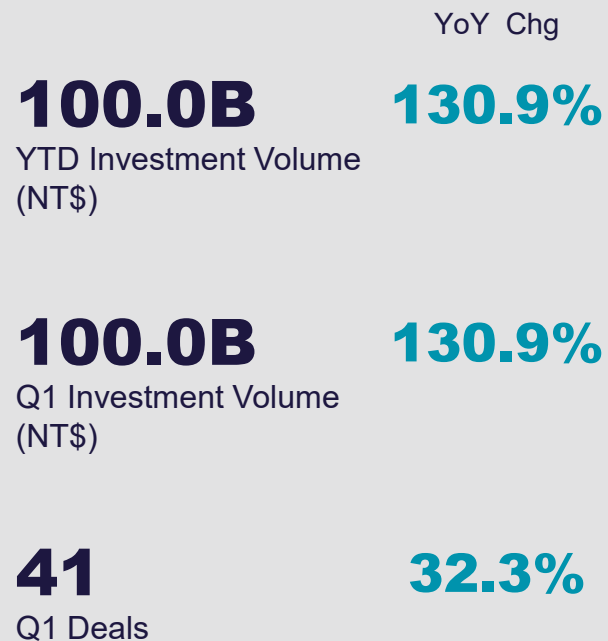 YoY Chg
100.0B 130.9%
YTD Investment Volume
(NT$)
100.0B 130.9%
Q1 Investment Volume
(NT$)
41 32.3%
Q1 Deals